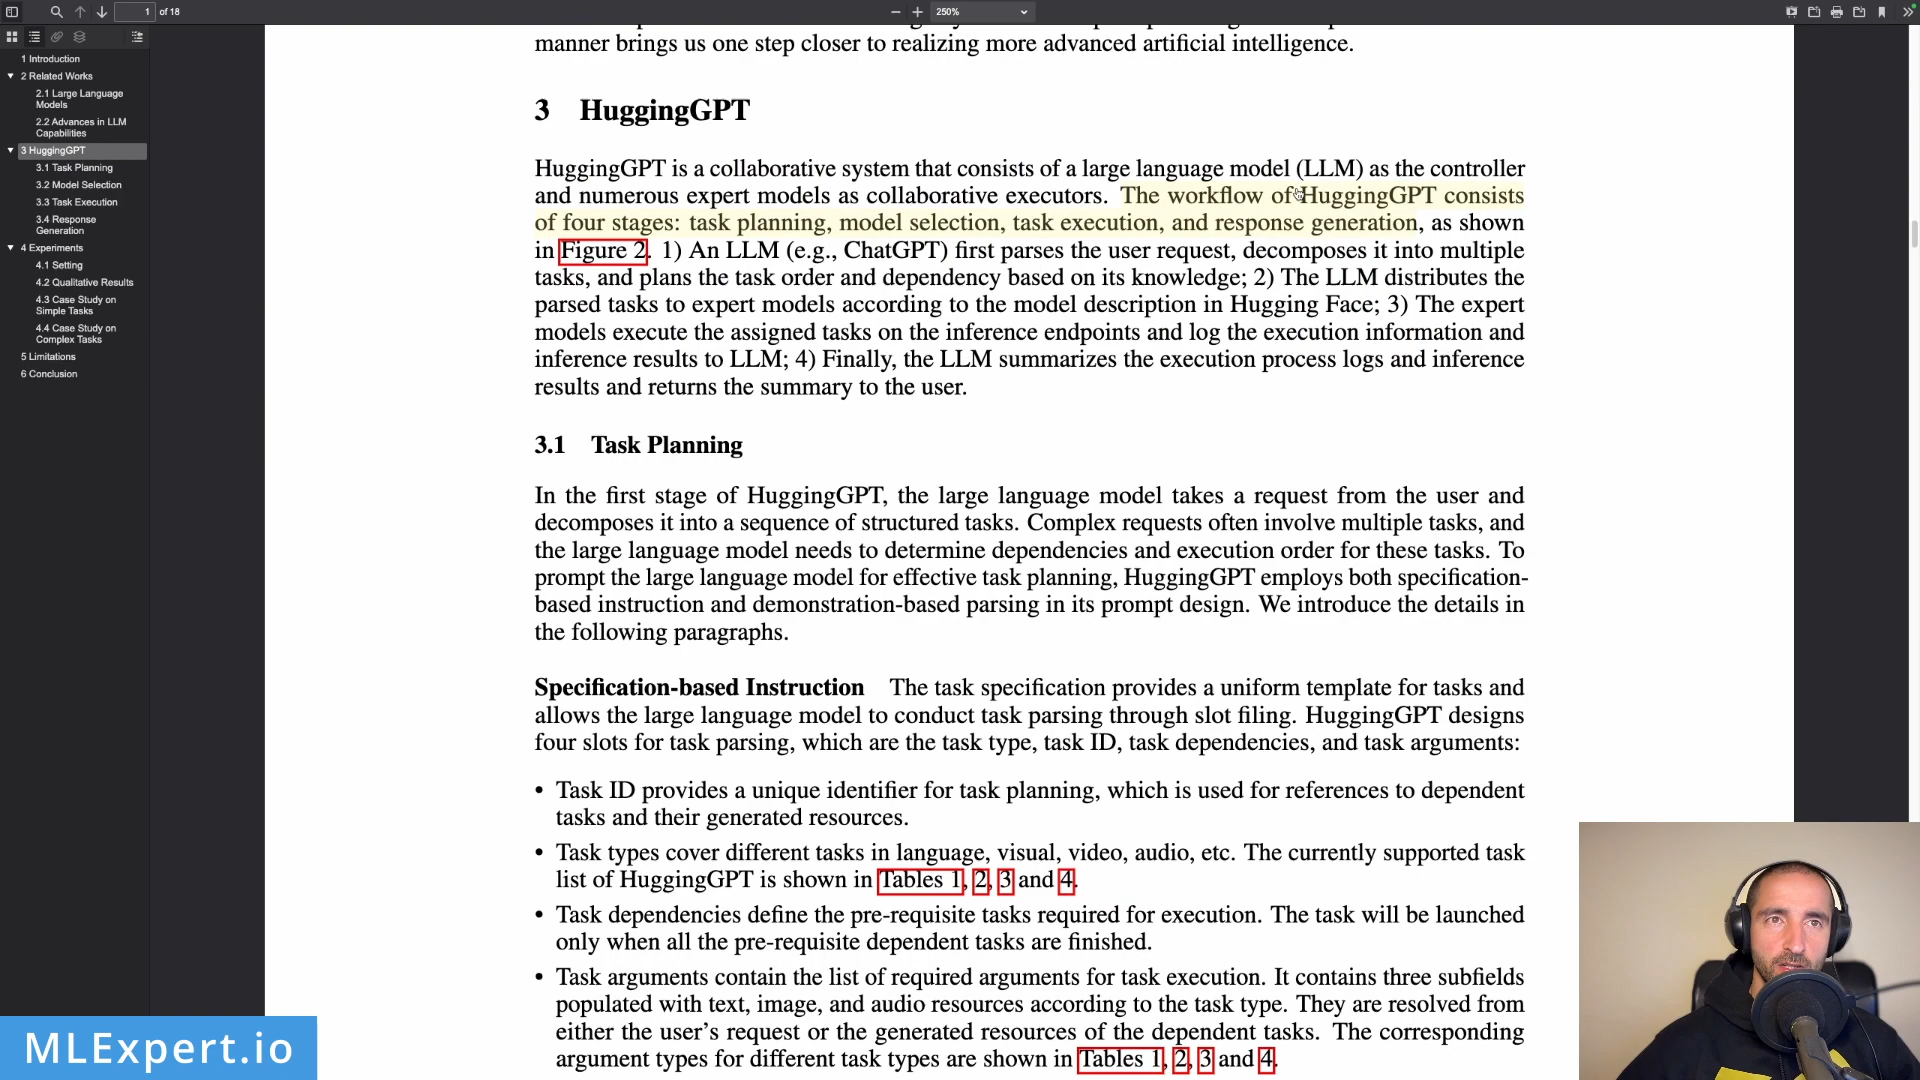 1 of 18
250%
1 Introduction
2 Related Works
2.1 Large Language
Models
2.2 Advances in LLM
Capabilities
3 HuggingGPT
3.1 Task Planning
3.2 Model Selection
3.3 Task Execution
3.4 Response
Generation
4 Experiments
4.1 Setting
4.2 Qualitative Results
4.3 Case Study on
Simple Tasks
4.4 Case Study on
Complex Tasks
5 Limitations
6 Conclusion
manner brings us one step closer to realizing more advanced artificial intelligence.
3 HuggingGPT
HuggingGPT is a collaborative system that consists of a large language model (LLM) as the controller
and numerous expert models as collaborative executors. The workflow of HuggingGPT consists
of four stages: task planning, model selection, task execution, and response generation, as shown
in Figure 2. 1) An LLM (e.g., ChatGPT) first parses the user request, decomposes it into multiple
tasks, and plans the task order and dependency based on its knowledge; 2) The LLM distributes the
parsed tasks to expert models according to the model description in Hugging Face; 3) The expert
models execute the assigned tasks on the inference endpoints and log the execution information and
inference results to LLM; 4) Finally, the LLM summarizes the execution process logs and inference
results and returns the summary to the user.
3.1 Task Planning
In the first stage of HuggingGPT, the large language model takes a request from the user and
decomposes it into a sequence of structured tasks. Complex requests often involve multiple tasks, and
the large language model needs to determine dependencies and execution order for these tasks. To
prompt the large language model for effective task planning, HuggingGPT employs both specification-
based instruction and demonstration-based parsing in its prompt design. We introduce the details in
the following paragraphs.
Specification-based Instruction The task specification provides a uniform template for tasks and
allows the large language model to conduct task parsing through slot filing. HuggingGPT designs
four slots for task parsing, which are the task type, task ID, task dependencies, and task arguments:
• Task ID provides a unique identifier for task planning, which is used for references to dependent
tasks and their generated resources.
• Task types cover different tasks in language, visual, video, audio, etc. The currently supported task
list of HuggingGPT is shown in Tables 1, 2, 3 and 4.
• Task dependencies define the pre-requisite tasks required for execution. The task will be launched
only when all the pre-requisite dependent tasks are finished.
• Task arguments contain the list of required arguments for task execution. It contains three subfields
populated with text, image, and audio resources according to the task type. They are resolved from
either the user's request or the generated resources of the dependent tasks. The corresponding
argument types for different task types are shown in Tables 1, 2, 3 and 4.
MLExpert.io